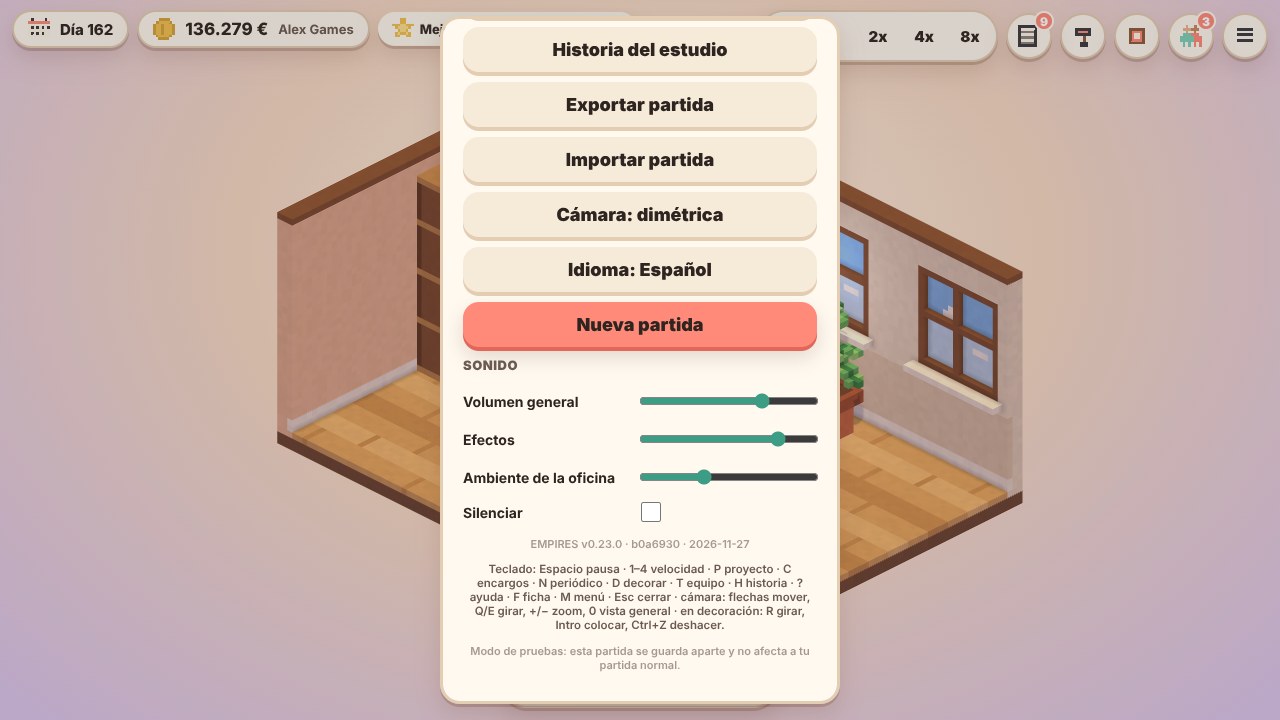 Día 162
136.279 €
Alex Games
2x
4x
8x
9
3
Historia del estudio
Exportar partida
Importar partida
Cámara: dimétrica
Idioma: Español
Nueva partida
SONIDO
Volumen general
Efectos
Ambiente de la oficina
Silenciar
EMPIRES v0.23.0 · b0a6930 · 2026-11-27
Teclado: Espacio pausa · 1–4 velocidad · P proyecto · C
encargos · N periódico · D decorar · T equipo · H historia · ?
ayuda · F ficha · M menú · Esc cerrar · cámara: flechas mover,
Q/E girar, +/− zoom, 0 vista general · en decoración: R girar,
Intro colocar, Ctrl+Z deshacer.
Modo de pruebas: esta partida se guarda aparte y no afecta a tu
partida normal.